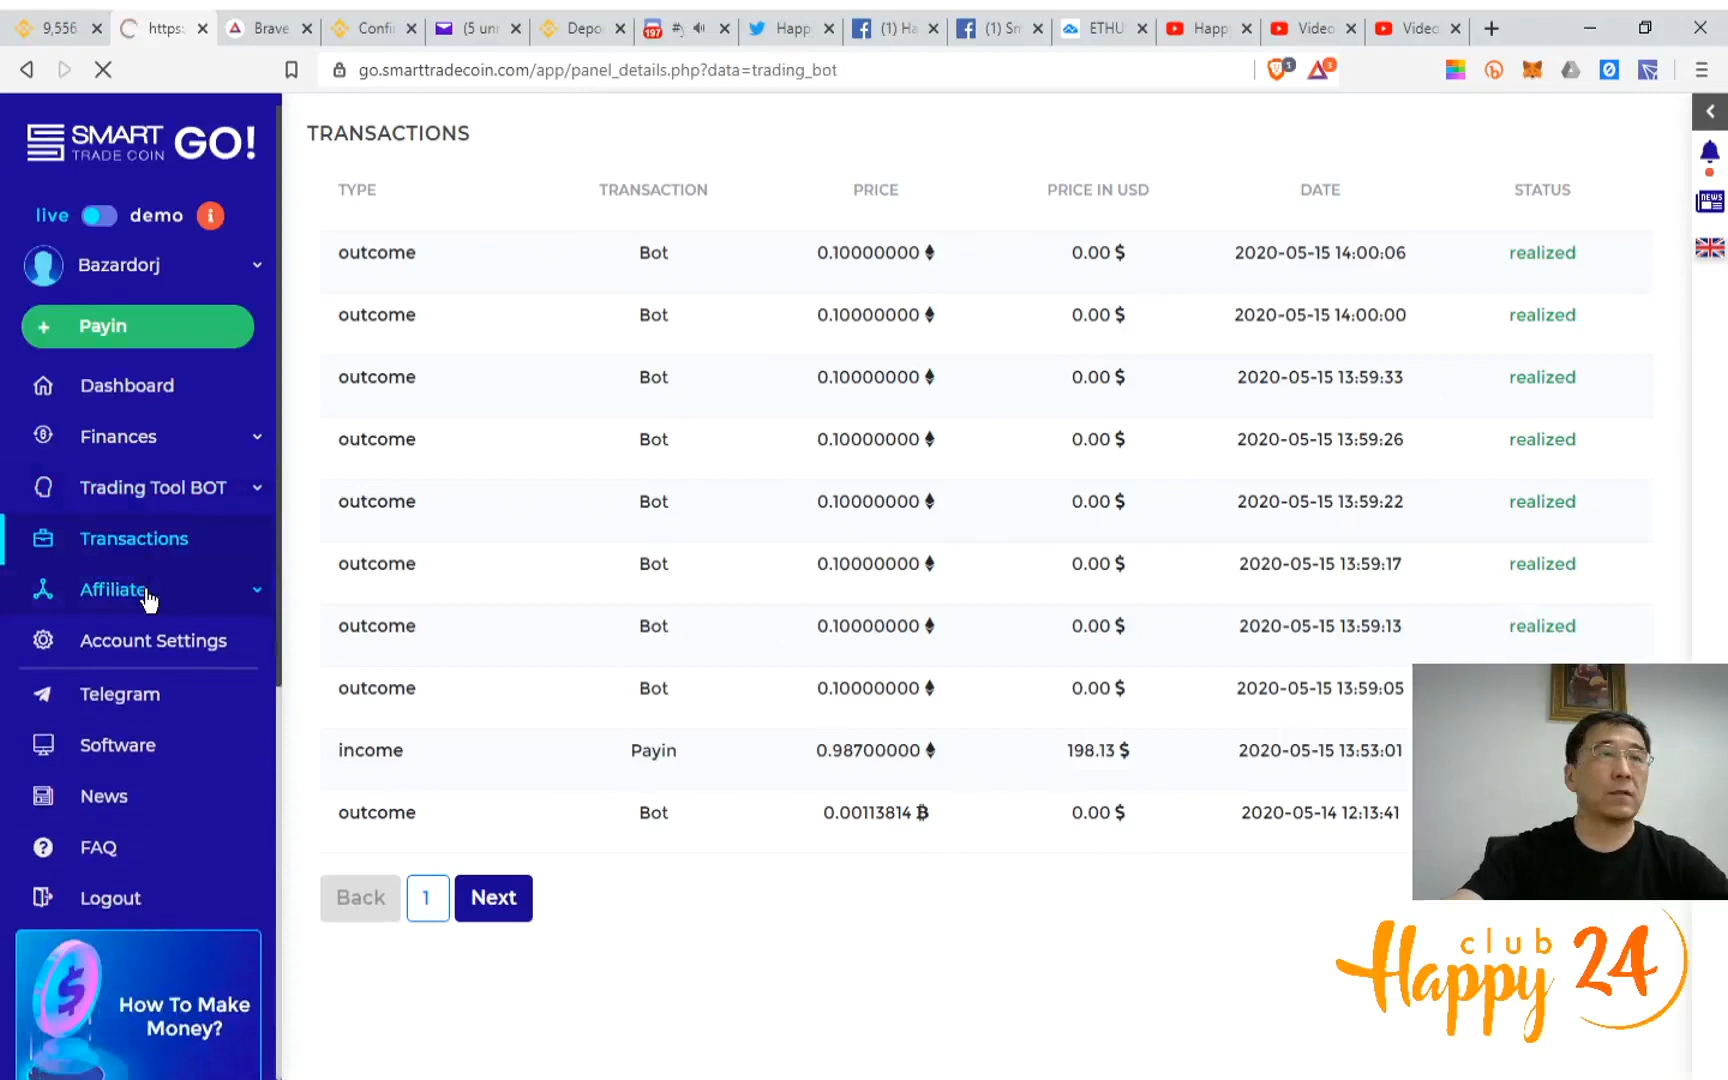 9,556
https:
Brave
Confir
(5 unr
Depo
197
Happ
(1) Ha
(1) Sn
ETHU
Happy
Video
Video
go.smarttradecoin.com/app/panel_details.php?data=trading_bot
1
3
SMART
TRADE COIN
GO!
live demo i
Bazardorj
+ Payin
Dashboard
Finances
Trading Tool BOT
Transactions
Affiliate
Account Settings
Telegram
Software
News
FAQ
Logout
How To Make
Money?
TRANSACTIONS
TYPE TRANSACTION PRICE PRICE IN USD DATE STATUS
outcome Bot 0.10000000 0.00 $ 2020-05-15 14:00:06 realized
outcome Bot 0.10000000 0.00 $ 2020-05-15 14:00:00 realized
outcome Bot 0.10000000 0.00 $ 2020-05-15 13:59:33 realized
outcome Bot 0.10000000 0.00 $ 2020-05-15 13:59:26 realized
outcome Bot 0.10000000 0.00 $ 2020-05-15 13:59:22 realized
outcome Bot 0.10000000 0.00 $ 2020-05-15 13:59:17 realized
outcome Bot 0.10000000 0.00 $ 2020-05-15 13:59:13 realized
outcome Bot 0.10000000 0.00 $ 2020-05-15 13:59:05
income Payin 0.98700000 198.13 $ 2020-05-15 13:53:01
outcome Bot 0.00113814 ₿ 0.00 $ 2020-05-14 12:13:41
Back 1 Next
NEWS
club
Happy 24